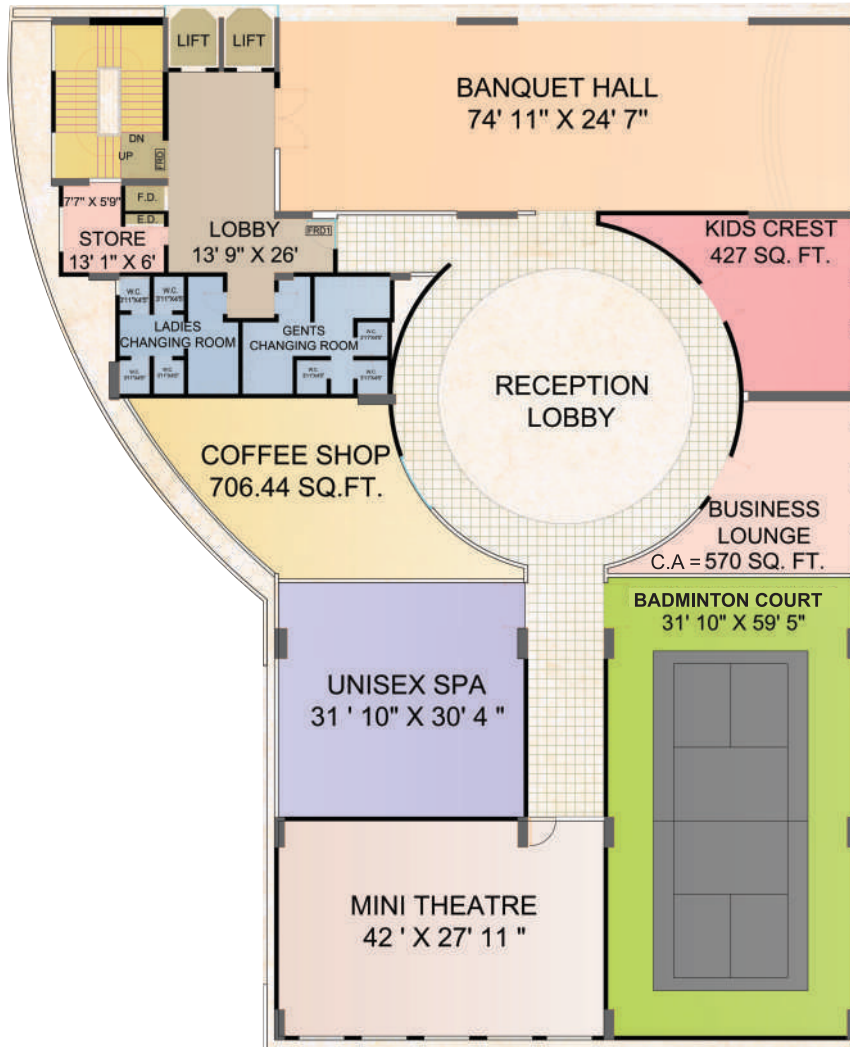 LIFT
LIFT
BANQUET HALL
74' 11" X 24' 7"
DN
UP
FRD
7'7" X 5'9"
F.D.
E.D.
STORE
13' 1" X 6'
LOBBY
13' 9" X 26'
FRD1
KIDS CREST
427 SQ. FT.
W.C.
W.C.
LADIES
CHANGING ROOM
GENTS
CHANGING ROOM
W.C.
W.C.
W.C.
W.C.
W.C.
RECEPTION
LOBBY
COFFEE SHOP
706.44 SQ.FT.
BUSINESS
LOUNGE
C.A = 570 SQ. FT.
BADMINTON COURT
31' 10" X 59' 5"
UNISEX SPA
31 ' 10" X 30' 4 "
MINI THEATRE
42 ' X 27' 11 "